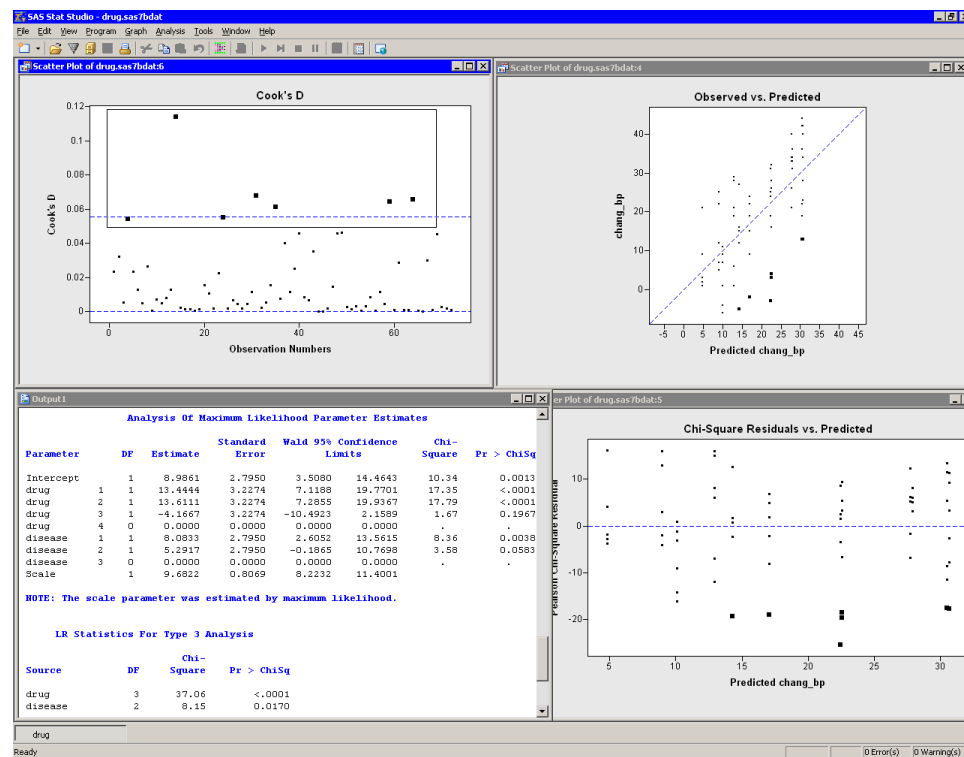 SAS Stat Studio - drug.sas7bdat
File Edit View Program Graph Analysis Tools Window Help
Scatter Plot of drug.sas7bdat:6
Cook's D
0.12
0.1
0.08
0.06
0.04
0.02
0
Cook's D
0 20 40 60
Observation Numbers
Scatter Plot of drug.sas7bdat:4
Observed vs. Predicted
40
30
20
10
0
chang_bp
-5 0 5 10 15 20 25 30 35 40 45
Predicted chang_bp
Output1
Analysis Of Maximum Likelihood Parameter Estimates
Standard Wald 95% Confidence Chi-
Parameter DF Estimate Error Limits Square Pr > ChiSq
Intercept 1 8.9861 2.7950 3.5080 14.4643 10.34 0.0013
drug 1 1 13.4444 3.2274 7.1188 19.7701 17.35 <.0001
drug 2 1 13.6111 3.2274 7.2855 19.9367 17.79 <.0001
drug 3 1 -4.1667 3.2274 -10.4923 2.1589 1.67 0.1967
drug 4 0 0.0000 0.0000 0.0000 0.0000 . .
disease 1 1 8.0833 2.7950 2.6052 13.5615 8.36 0.0038
disease 2 1 5.2917 2.7950 -0.1865 10.7698 3.58 0.0583
disease 3 0 0.0000 0.0000 0.0000 0.0000 . .
Scale 1 9.6822 0.8069 8.2232 11.4001
NOTE: The scale parameter was estimated by maximum likelihood.
LR Statistics For Type 3 Analysis
Chi-
Source DF Square Pr > ChiSq
drug 3 37.06 <.0001
disease 2 8.15 0.0170
er Plot of drug.sas7bdat:5
Chi-Square Residuals vs. Predicted
10
0
-10
-20
Pearson Chi-Square Residual
5 10 15 20 25 30
Predicted chang_bp
drug
Ready
0 Error(s) 0 Warning(s)